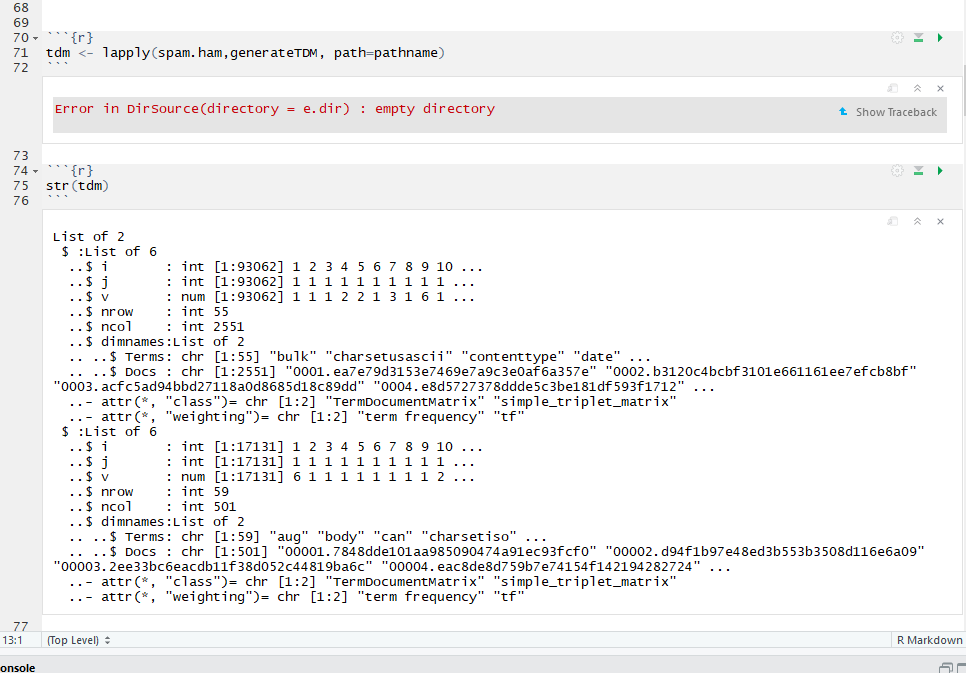 68
69
70 ```{r}
71 tdm <- lapply(spam.ham,generateTDM, path=pathname)
72 ```
Error in DirSource(directory = e.dir) : empty directory
Show Traceback
73
74 ```{r}
75 str(tdm)
76 ```
List of 2
 $ :List of 6
  ..$ i       : int [1:93062] 1 2 3 4 5 6 7 8 9 10 ...
  ..$ j       : int [1:93062] 1 1 1 1 1 1 1 1 1 1 ...
  ..$ v       : num [1:93062] 1 1 1 2 2 1 3 1 6 1 ...
  ..$ nrow    : int 55
  ..$ ncol    : int 2551
  ..$ dimnames:List of 2
  .. ..$ Terms: chr [1:55] "bulk" "charsetusascii" "contenttype" "date" ...
  .. ..$ Docs : chr [1:2551] "0001.ea7e79d3153e7469e7a9c3e0af6a357e" "0002.b3120c4bcbf3101e661161ee7efcb8bf"
"0003.acfc5ad94bbd27118a0d8685d18c89dd" "0004.e8d5727378ddde5c3be181df593f1712" ...
  ..- attr(*, "class")= chr [1:2] "TermDocumentMatrix" "simple_triplet_matrix"
  ..- attr(*, "weighting")= chr [1:2] "term frequency" "tf"
 $ :List of 6
  ..$ i       : int [1:17131] 1 2 3 4 5 6 7 8 9 10 ...
  ..$ j       : int [1:17131] 1 1 1 1 1 1 1 1 1 1 ...
  ..$ v       : num [1:17131] 6 1 1 1 1 1 1 1 1 2 ...
  ..$ nrow    : int 59
  ..$ ncol    : int 501
  ..$ dimnames:List of 2
  .. ..$ Terms: chr [1:59] "aug" "body" "can" "charsetiso" ...
  .. ..$ Docs : chr [1:501] "00001.7848dde101aa985090474a91ec93fcf0" "00002.d94f1b97e48ed3b553b3508d116e6a09"
"00003.2ee33bc6eacdb11f38d052c44819ba6c" "00004.eac8de8d759b7e74154f142194282724" ...
  ..- attr(*, "class")= chr [1:2] "TermDocumentMatrix" "simple_triplet_matrix"
  ..- attr(*, "weighting")= chr [1:2] "term frequency" "tf"
77
13:1 (Top Level) R Markdown
onsole